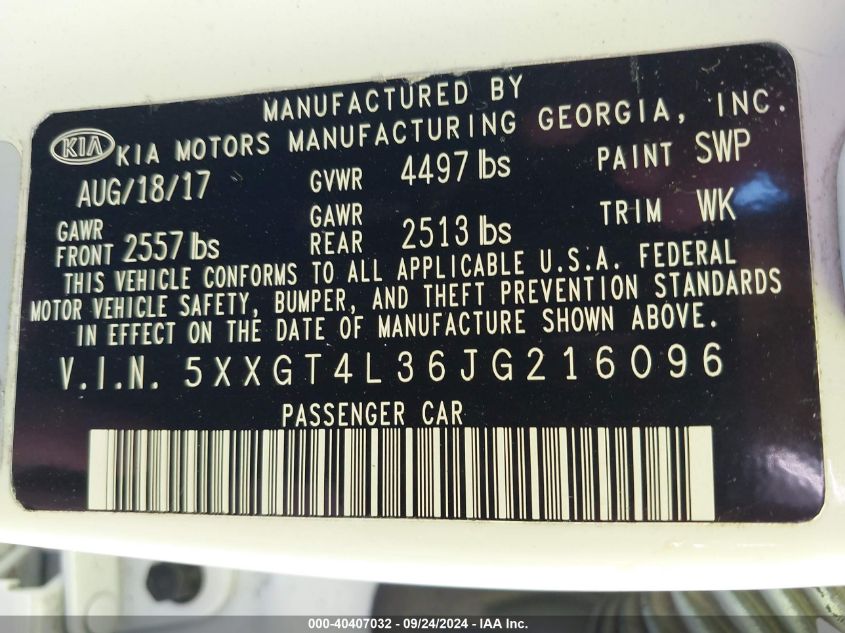 MANUFACTURED BY
KIA KIA MOTORS MANUFACTURING GEORGIA, INC.
AUG/18/17 GVWR 4497 lbs PAINT SWP
GAWR FRONT 2557 lbs GAWR REAR 2513 lbs TRIM WK
THIS VEHICLE CONFORMS TO ALL APPLICABLE U.S.A. FEDERAL
MOTOR VEHICLE SAFETY, BUMPER, AND THEFT PREVENTION STANDARDS
IN EFFECT ON THE DATE OF MANUFACTURE SHOWN ABOVE.
V.I.N. 5XXGT4L36JG216096
PASSENGER CAR
000-40407032 / 09/24/2024 - IAA Inc.